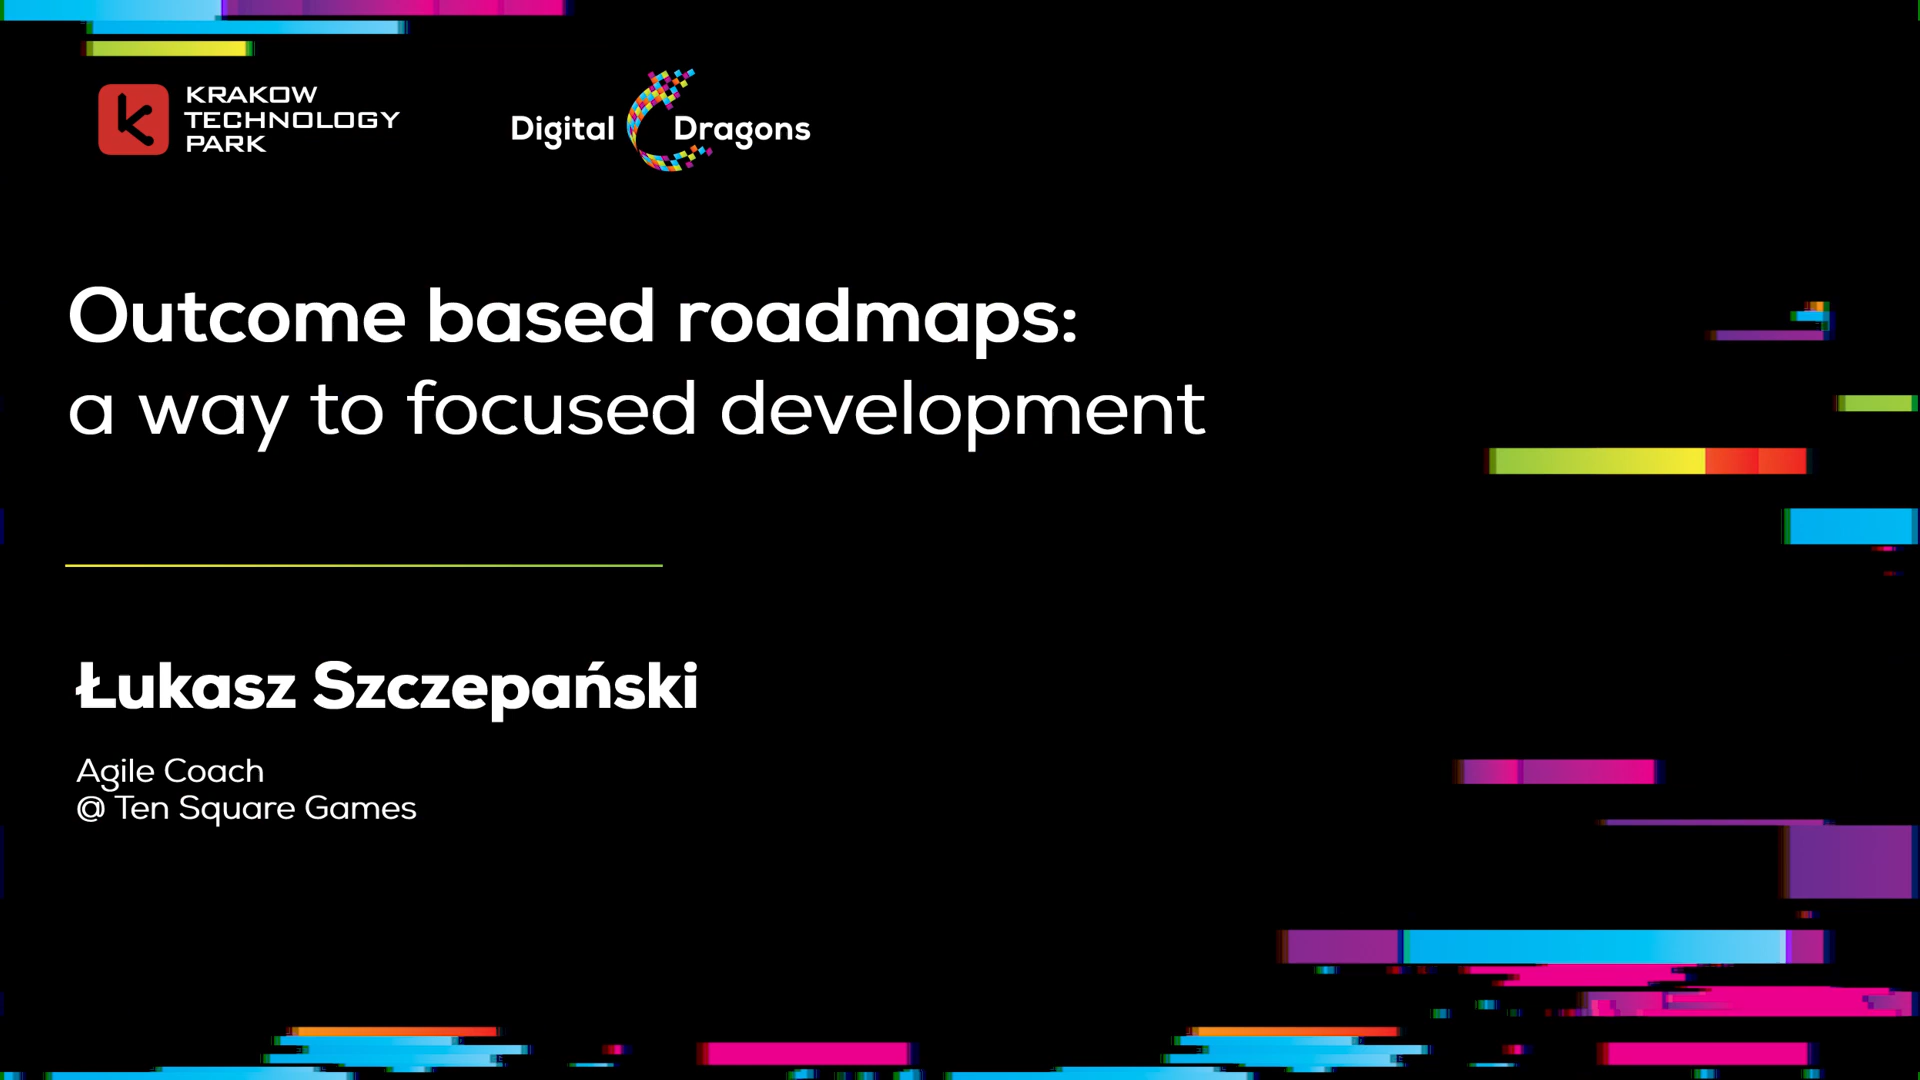 KRAKOW
TECHNOLOGY
PARK
Digital Dragons
Outcome based roadmaps:
a way to focused development
Łukasz Szczepański
Agile Coach
@ Ten Square Games